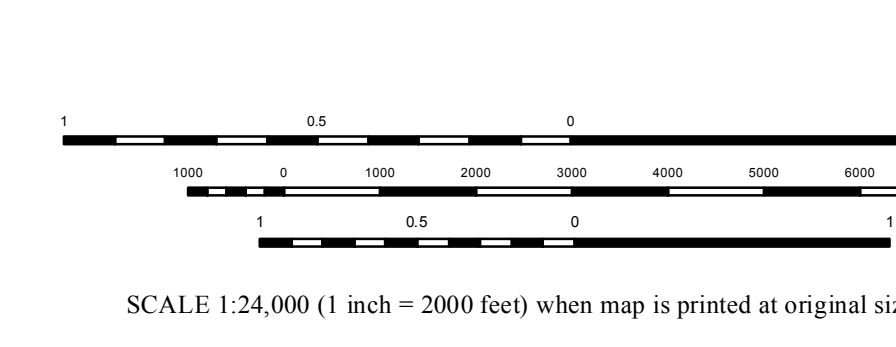 1 0.5 0
1000 0 1000 2000 3000 4000 5000 6000
1 0.5 0 1
SCALE 1:24,000 (1 inch = 2000 feet) when map is printed at original